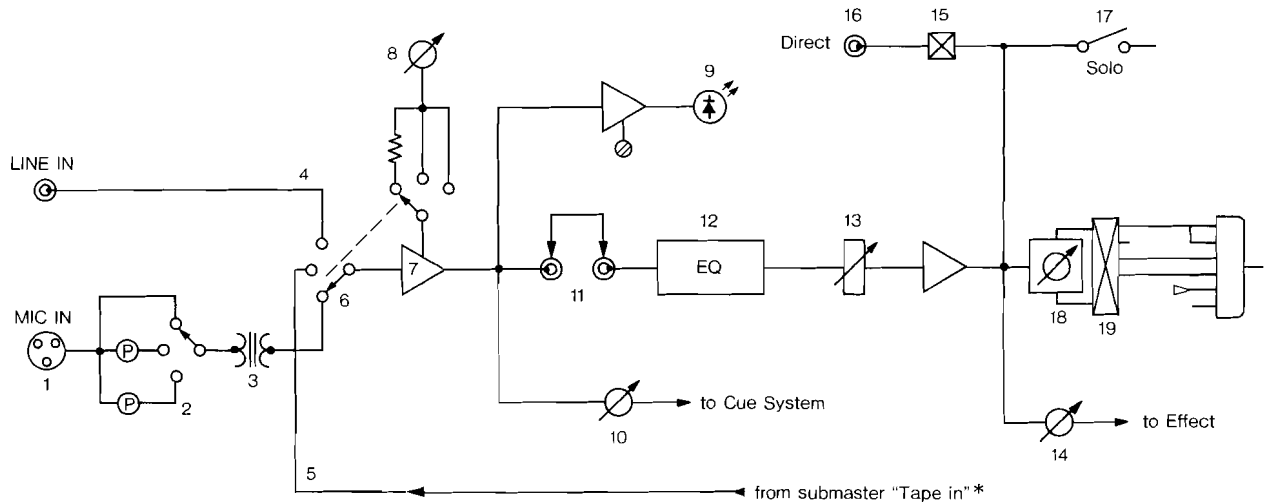 16
15
17
Direct
Solo
8
9
LINE IN
4
12
13
7
EQ
6
11
18
19
MIC IN
P
1
P
2
3
10
to Cue System
14
to Effect
5
from submaster "Tape in"*